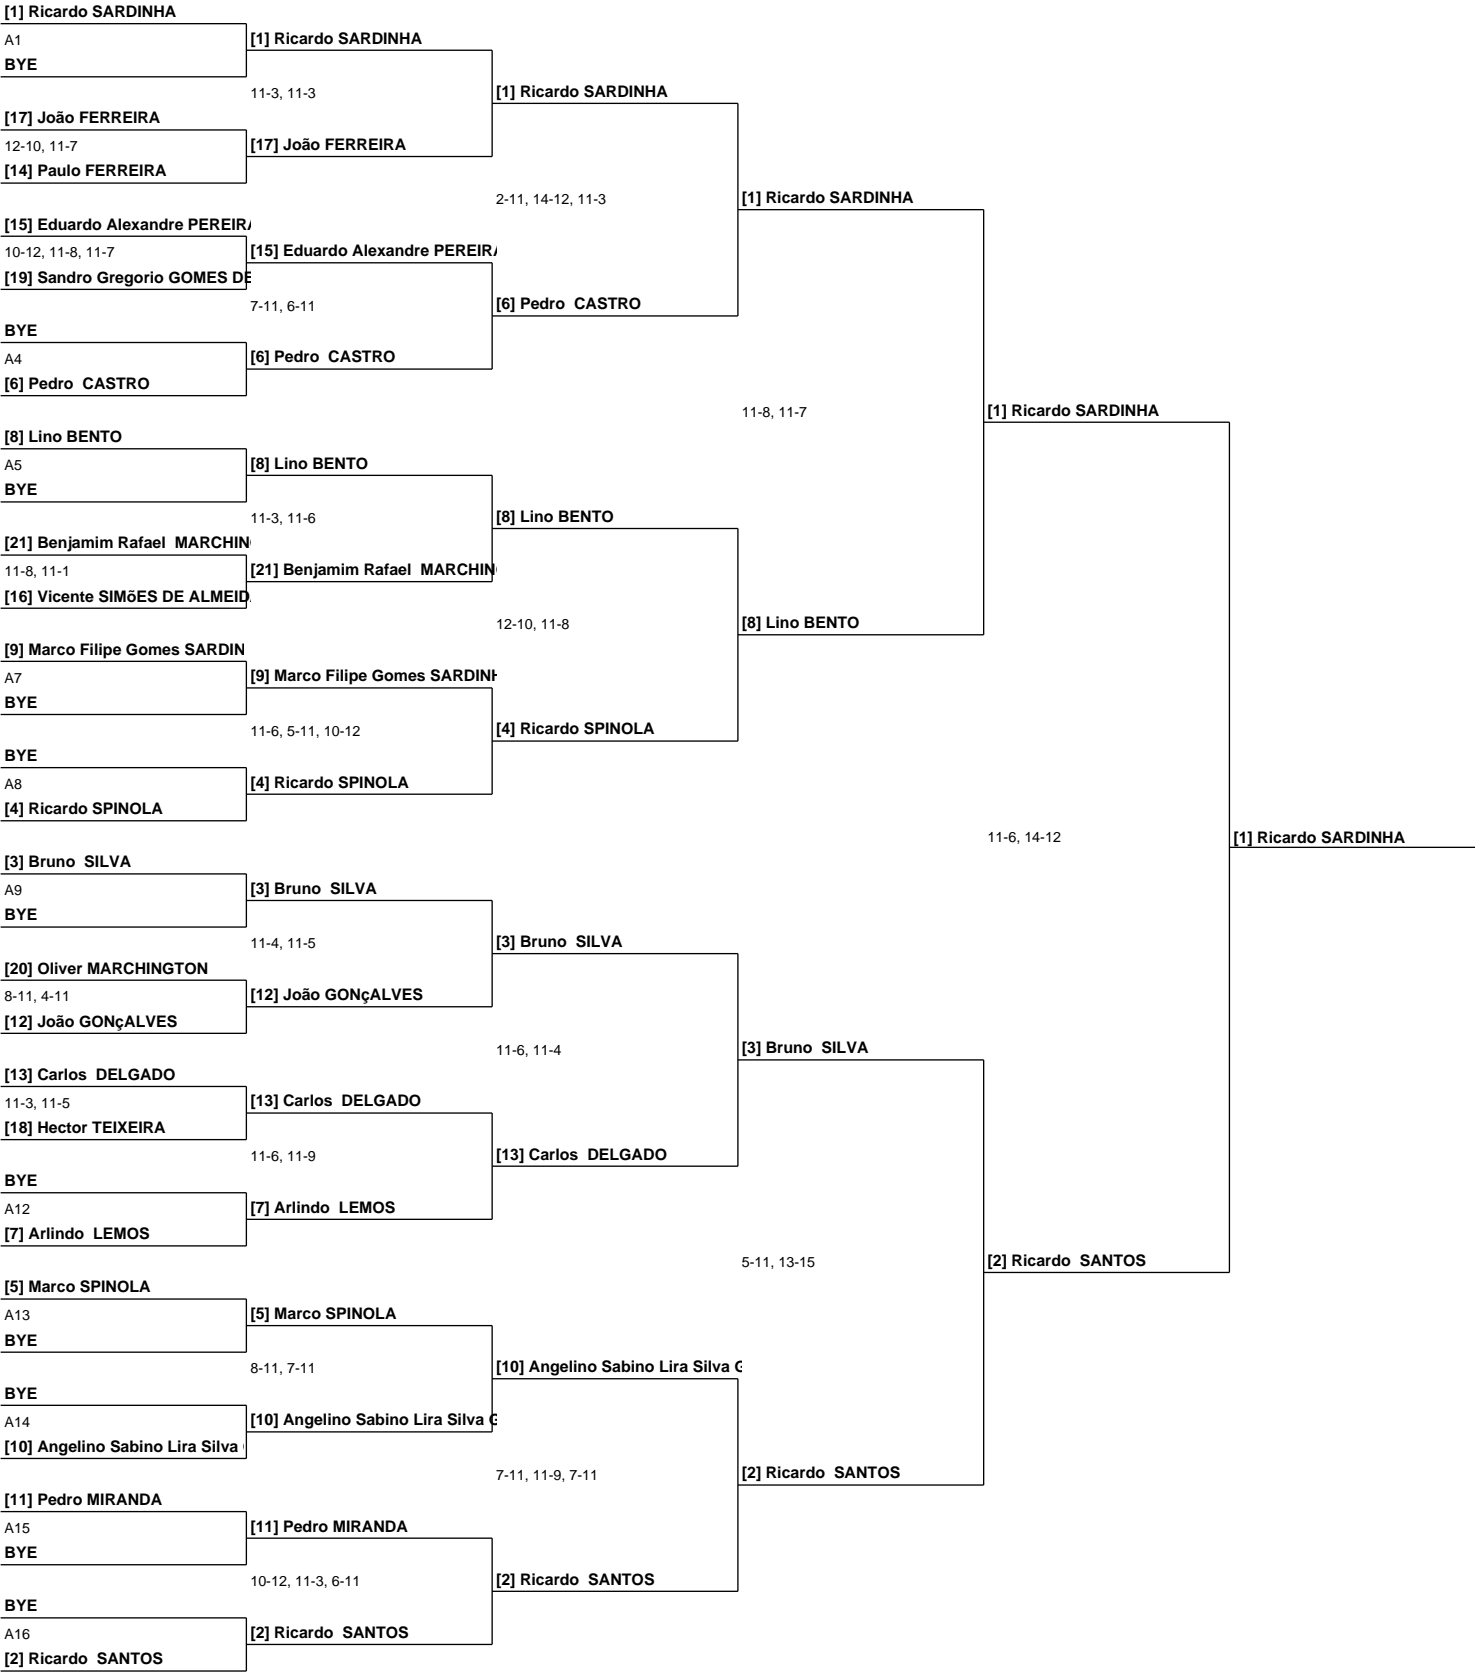 [1] Ricardo SARDINHA
A1
BYE
[17] João FERREIRA
12-10, 11-7
[14] Paulo FERREIRA
[15] Eduardo Alexandre PEREIRA
10-12, 11-8, 11-7
[19] Sandro Gregorio GOMES DE
BYE
A4
[6] Pedro CASTRO
[8] Lino BENTO
A5
BYE
[21] Benjamim Rafael MARCHIN
11-8, 11-1
[16] Vicente SIMõES DE ALMEID
[9] Marco Filipe Gomes SARDIN
A7
BYE
BYE
A8
[4] Ricardo SPINOLA
[3] Bruno SILVA
A9
BYE
[20] Oliver MARCHINGTON
8-11, 4-11
[12] João GONçALVES
[13] Carlos DELGADO
11-3, 11-5
[18] Hector TEIXEIRA
BYE
A12
[7] Arlindo LEMOS
[5] Marco SPINOLA
A13
BYE
BYE
A14
[10] Angelino Sabino Lira Silva
[11] Pedro MIRANDA
A15
BYE
BYE
A16
[2] Ricardo SANTOS
[1] Ricardo SARDINHA
11-3, 11-3
[17] João FERREIRA
[15] Eduardo Alexandre PEREIRA
7-11, 6-11
[6] Pedro CASTRO
[8] Lino BENTO
11-3, 11-6
[21] Benjamim Rafael MARCHIN
[9] Marco Filipe Gomes SARDINH
11-6, 5-11, 10-12
[4] Ricardo SPINOLA
[3] Bruno SILVA
11-4, 11-5
[12] João GONçALVES
[13] Carlos DELGADO
11-6, 11-9
[7] Arlindo LEMOS
[5] Marco SPINOLA
8-11, 7-11
[10] Angelino Sabino Lira Silva G
[11] Pedro MIRANDA
10-12, 11-3, 6-11
[2] Ricardo SANTOS
[1] Ricardo SARDINHA
2-11, 14-12, 11-3
[6] Pedro CASTRO
[8] Lino BENTO
12-10, 11-8
[4] Ricardo SPINOLA
[3] Bruno SILVA
11-6, 11-4
[13] Carlos DELGADO
[10] Angelino Sabino Lira Silva G
7-11, 11-9, 7-11
[2] Ricardo SANTOS
[1] Ricardo SARDINHA
11-8, 11-7
[8] Lino BENTO
[3] Bruno SILVA
5-11, 13-15
[2] Ricardo SANTOS
[1] Ricardo SARDINHA
11-6, 14-12
[2] Ricardo SANTOS
[1] Ricardo SARDINHA